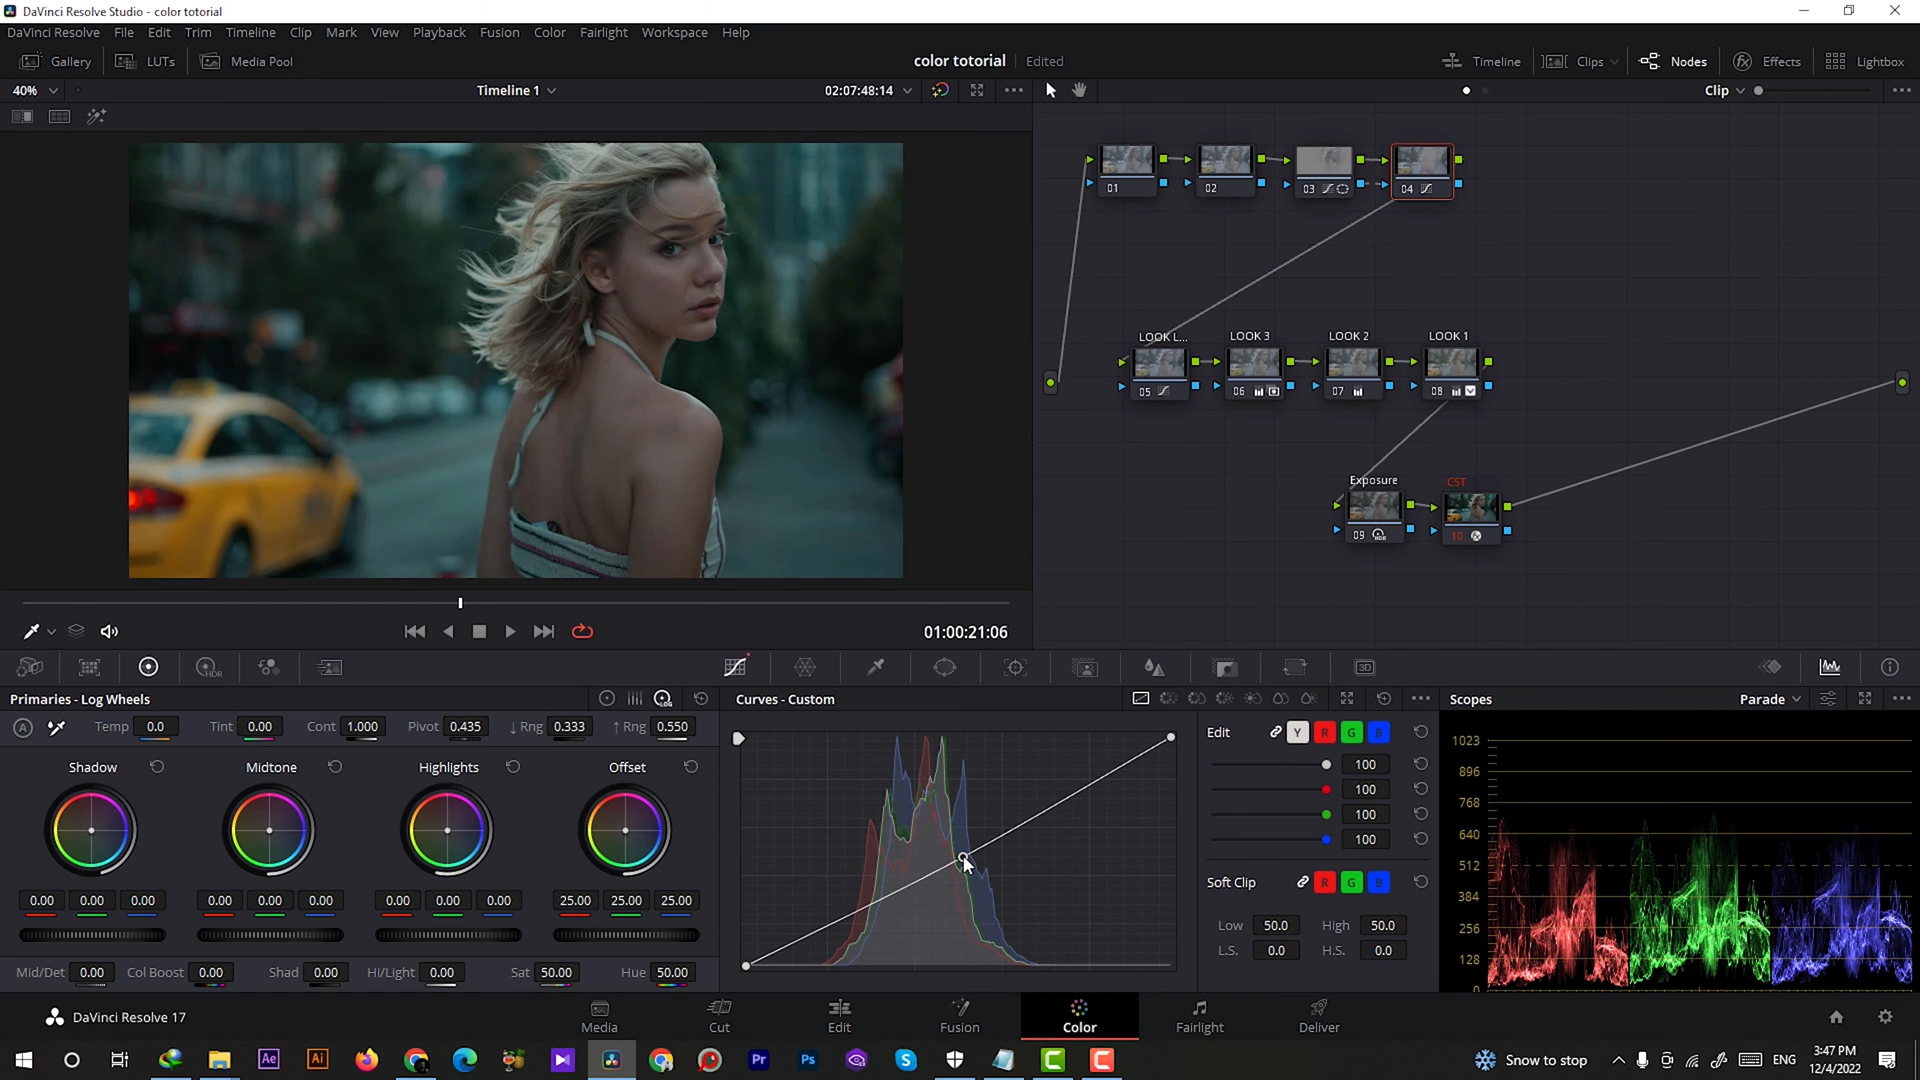 DaVinci Resolve Studio - color totorial
DaVinci Resolve File Edit Trim Timeline Clip Mark View Playback Fusion Color Fairlight Workspace Help
Gallery LUTs Media Pool color totorial Edited Timeline Clips Nodes Effects Lightbox
40% Timeline 1 02:07:48:14 Clip
01 02 03 04
LOOK L... LOOK 3 LOOK 2 LOOK 1
05 06 07 08
Exposure CST
09 HDR 10
01:00:21:06
HDR 3D
Primaries - Log Wheels LOG Curves - Custom Scopes Parade
A Temp 0.0 Tint 0.00 Cont 1.000 Pivot 0.435 ↓ Rng 0.333 ↑ Rng 0.550
Shadow Midtone Highlights Offset
0.00 0.00 0.00 0.00 0.00 0.00 0.00 0.00 0.00 25.00 25.00 25.00
Mid/Det 0.00 Col Boost 0.00 Shad 0.00 Hi/Light 0.00 Sat 50.00 Hue 50.00
Edit Y R G B
100
100
100
100
Soft Clip R G B
Low 50.0 High 50.0
L.S. 0.0 H.S. 0.0
1023
896
768
640
512
384
256
128
0
DaVinci Resolve 17 Media Cut Edit Fusion Color Fairlight Deliver
Ae Ai Pr Ps S C C Snow to stop ENG 3:47 PM
12/4/2022